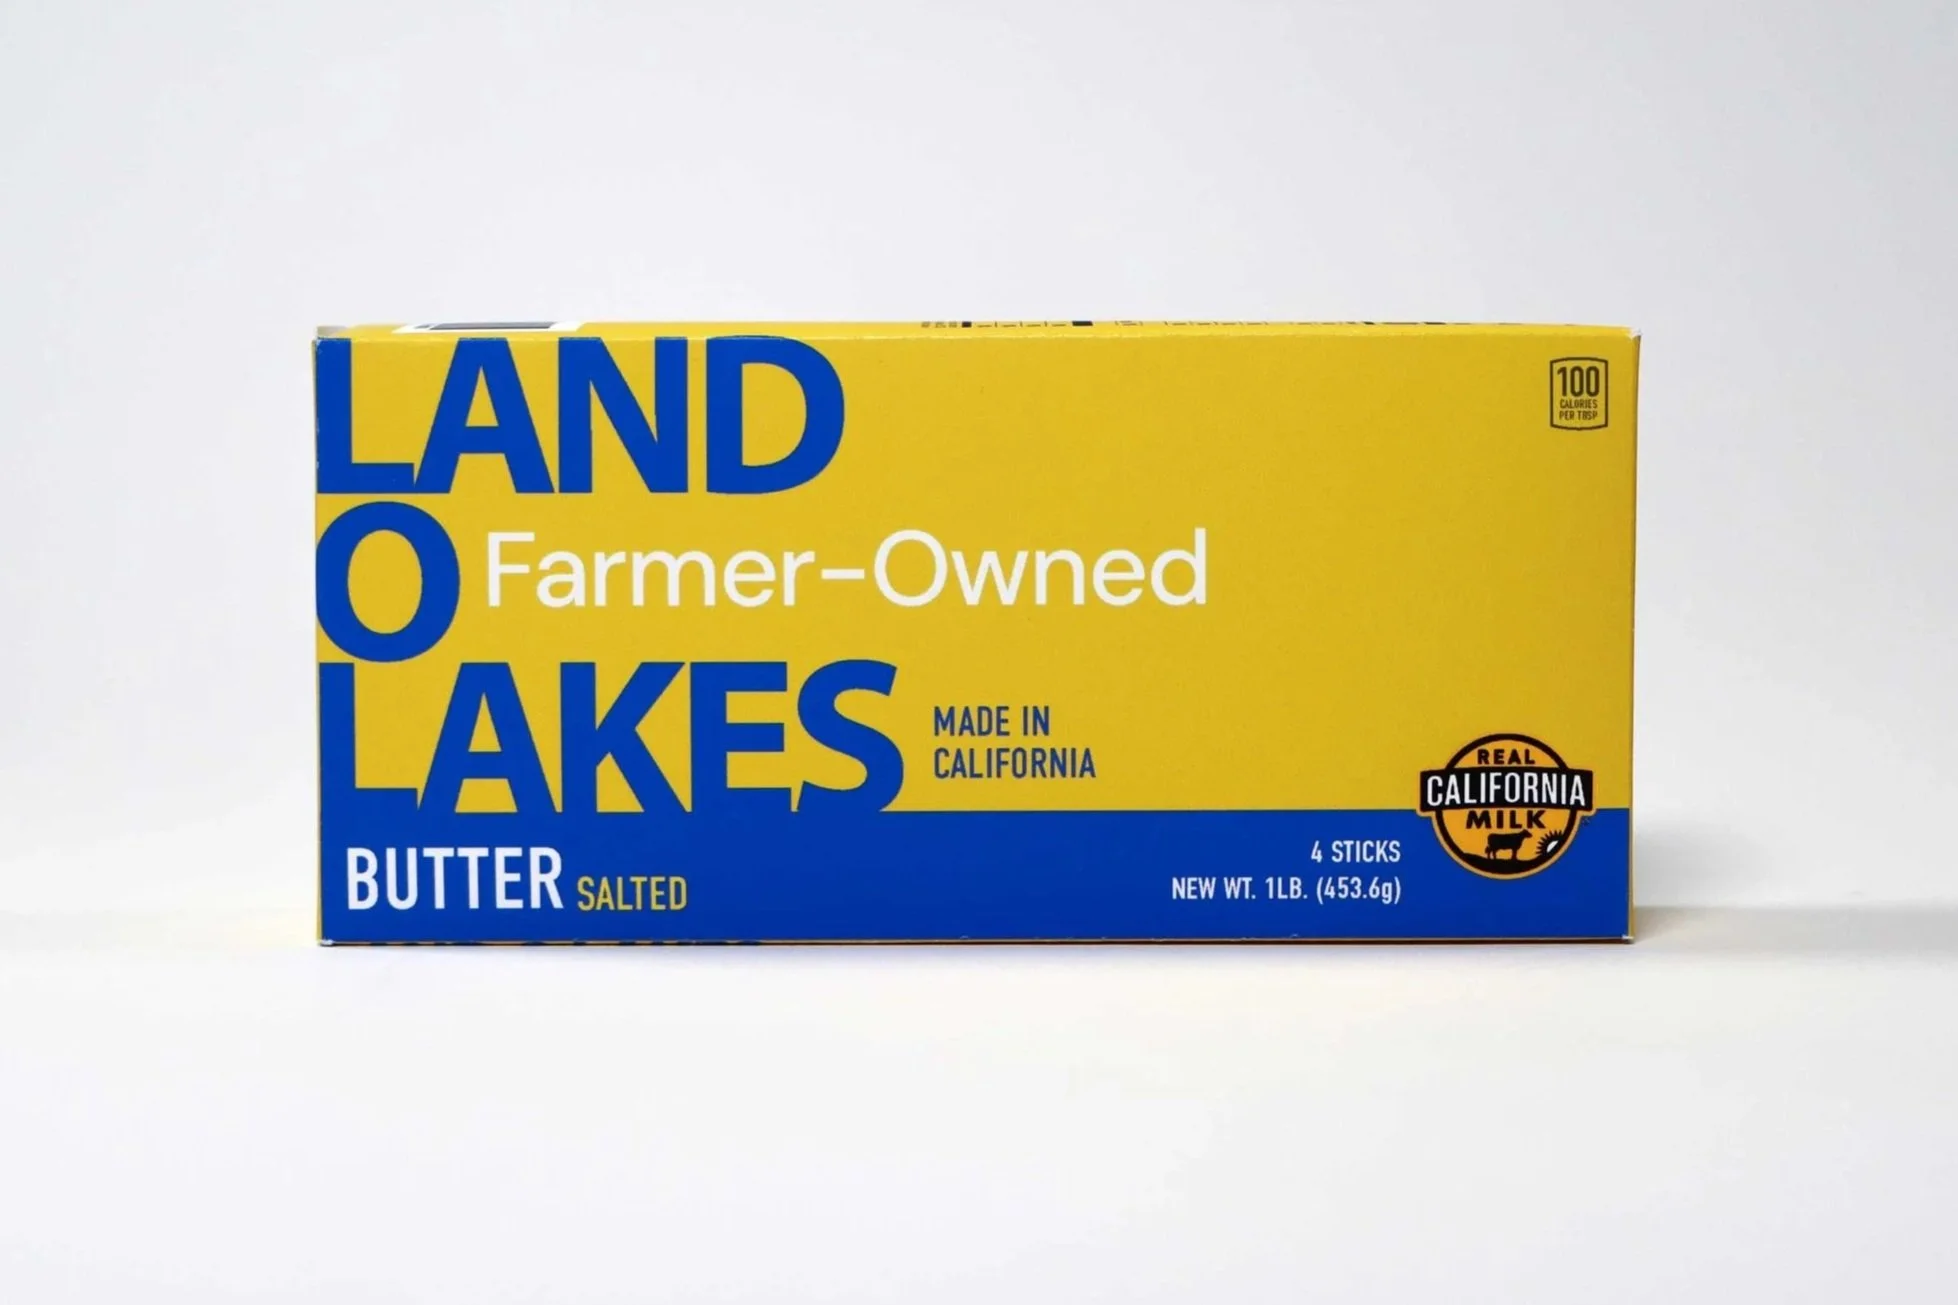 LAND
O Farmer-Owned
LAKES
MADE IN
CALIFORNIA
100
CALORIES
PER TBSP
BUTTER SALTED
4 STICKS
NEW WT. 1LB. (453.6g)
REAL
CALIFORNIA
MILK